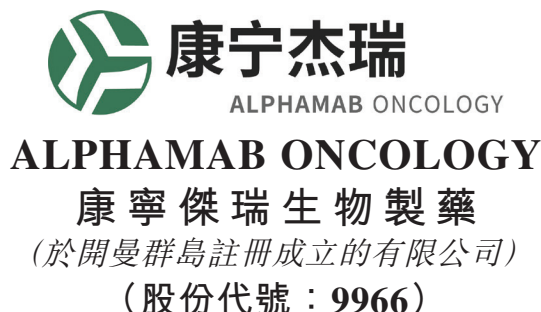 康宁杰瑞
ALPHAMAB ONCOLOGY
ALPHAMAB ONCOLOGY
康寧傑瑞生物製藥
(於開曼群島註冊成立的有限公司)
（股份代號：9966）